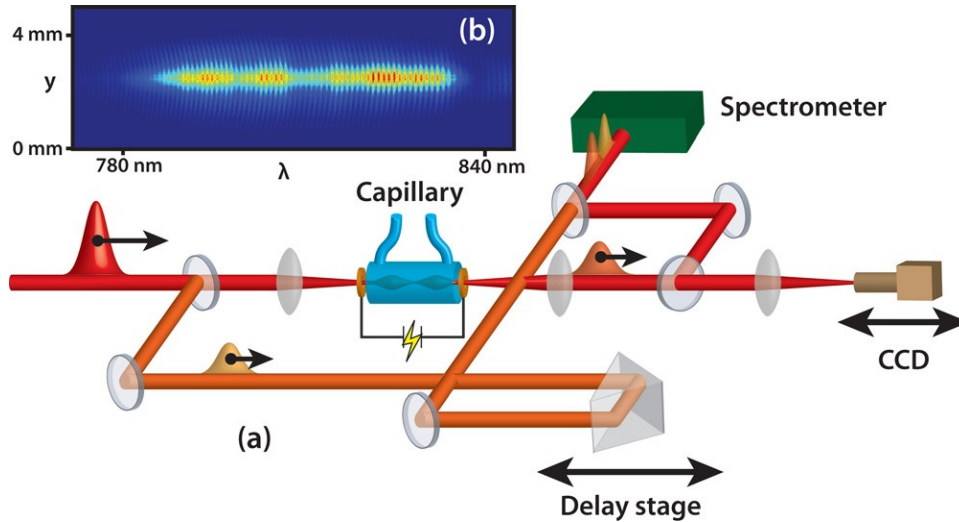 4 mm
(b)
y
0 mm
780 nm
λ
840 nm
Spectrometer
Capillary
CCD
(a)
Delay stage